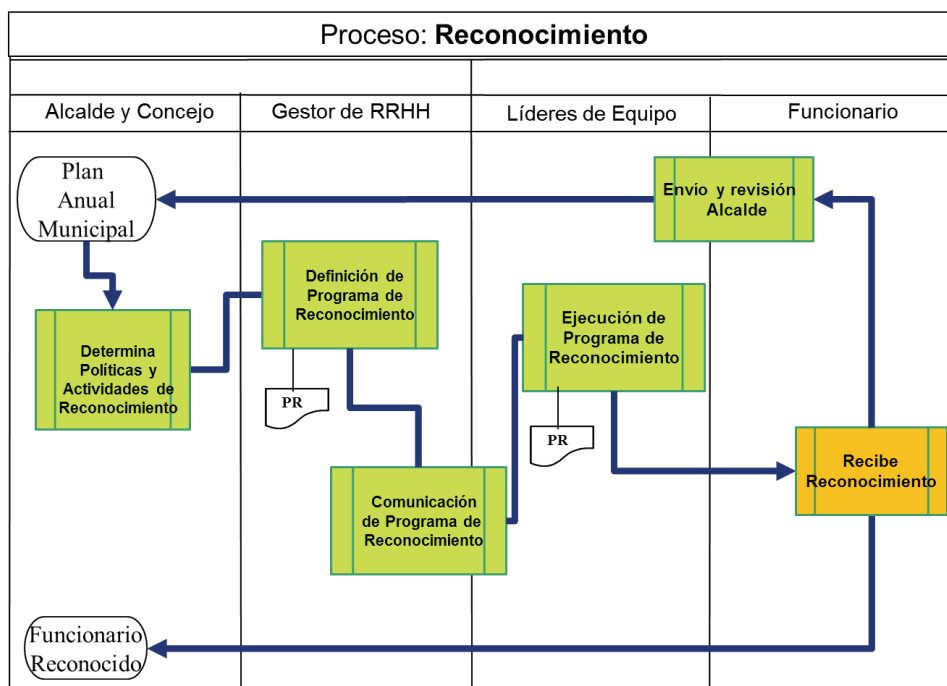 Proceso: Reconocimiento
Alcalde y Concejo
Gestor de RRHH
Líderes de Equipo
Funcionario
Plan
Anual
Municipal
Envio y revisión
Alcalde
Definición de
Programa de
Reconocimiento
Ejecución de
Programa de
Reconocimiento
Determina
Políticas y
Actividades de
Reconocimiento
PR
PR
Recibe
Reconocimiento
Comunicación
de Programa de
Reconocimiento
Funcionario
Reconocido